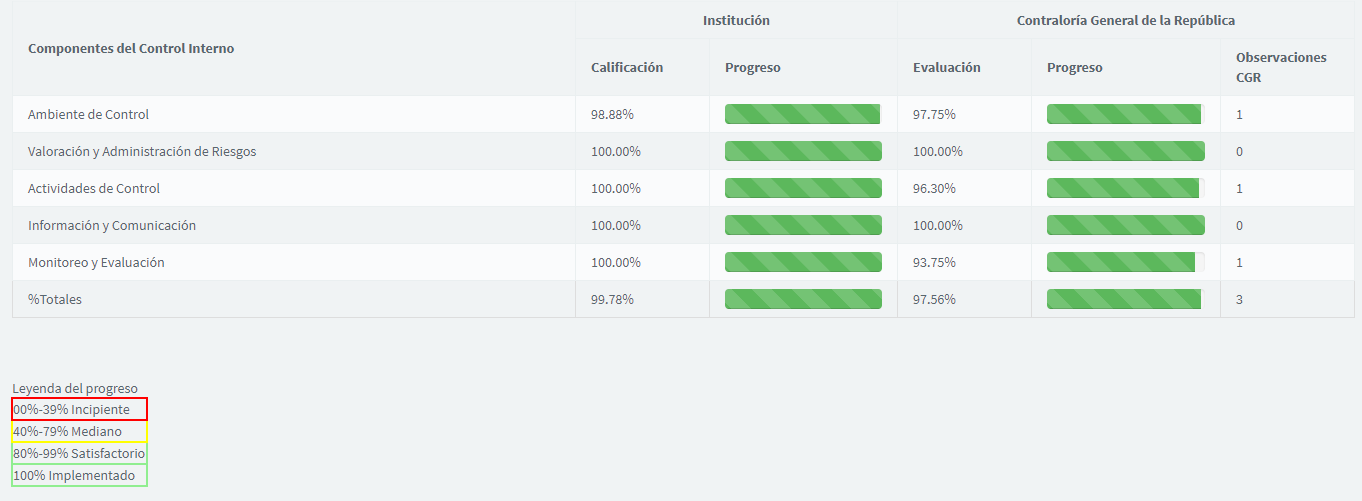 Institución Contraloría General de la República
Componentes del Control Interno
Calificación Progreso Evaluación Progreso Observaciones
CGR
Ambiente de Control 98.88% 97.75% 1
Valoración y Administración de Riesgos 100.00% 100.00% 0
Actividades de Control 100.00% 96.30% 1
Información y Comunicación 100.00% 100.00% 0
Monitoreo y Evaluación 100.00% 93.75% 1
%Totales 99.78% 97.56% 3
Leyenda del progreso
00%-39% Incipiente
40%-79% Mediano
80%-99% Satisfactorio
100% Implementado